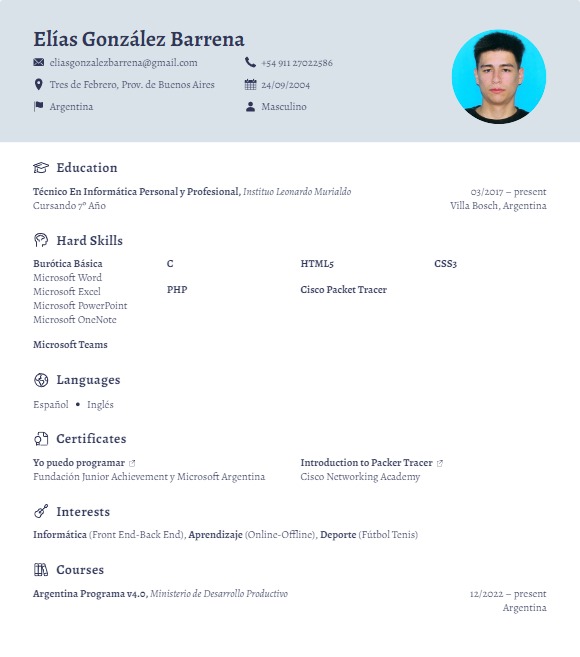 Elías González Barrena
eliasgonzalezbarrena@gmail.com
+54 911 27022586
Tres de Febrero, Prov. de Buenos Aires
24/09/2004
Argentina
Masculino
Education
Técnico En Informática Personal y Profesional, Instituo Leonardo Murialdo
03/2017 – present
Cursando 7º Año
Villa Bosch, Argentina
Hard Skills
Burótica Básica
Microsoft Word
Microsoft Excel
Microsoft PowerPoint
Microsoft OneNote
C
HTML5
CSS3
PHP
Cisco Packet Tracer
Microsoft Teams
Languages
Español • Inglés
Certificates
Yo puedo programar
Fundación Junior Achievement y Microsoft Argentina
Introduction to Packer Tracer
Cisco Networking Academy
Interests
Informática (Front End-Back End), Aprendizaje (Online-Offline), Deporte (Fútbol Tenis)
Courses
Argentina Programa v4.0, Ministerio de Desarrollo Productivo
12/2022 – present
Argentina